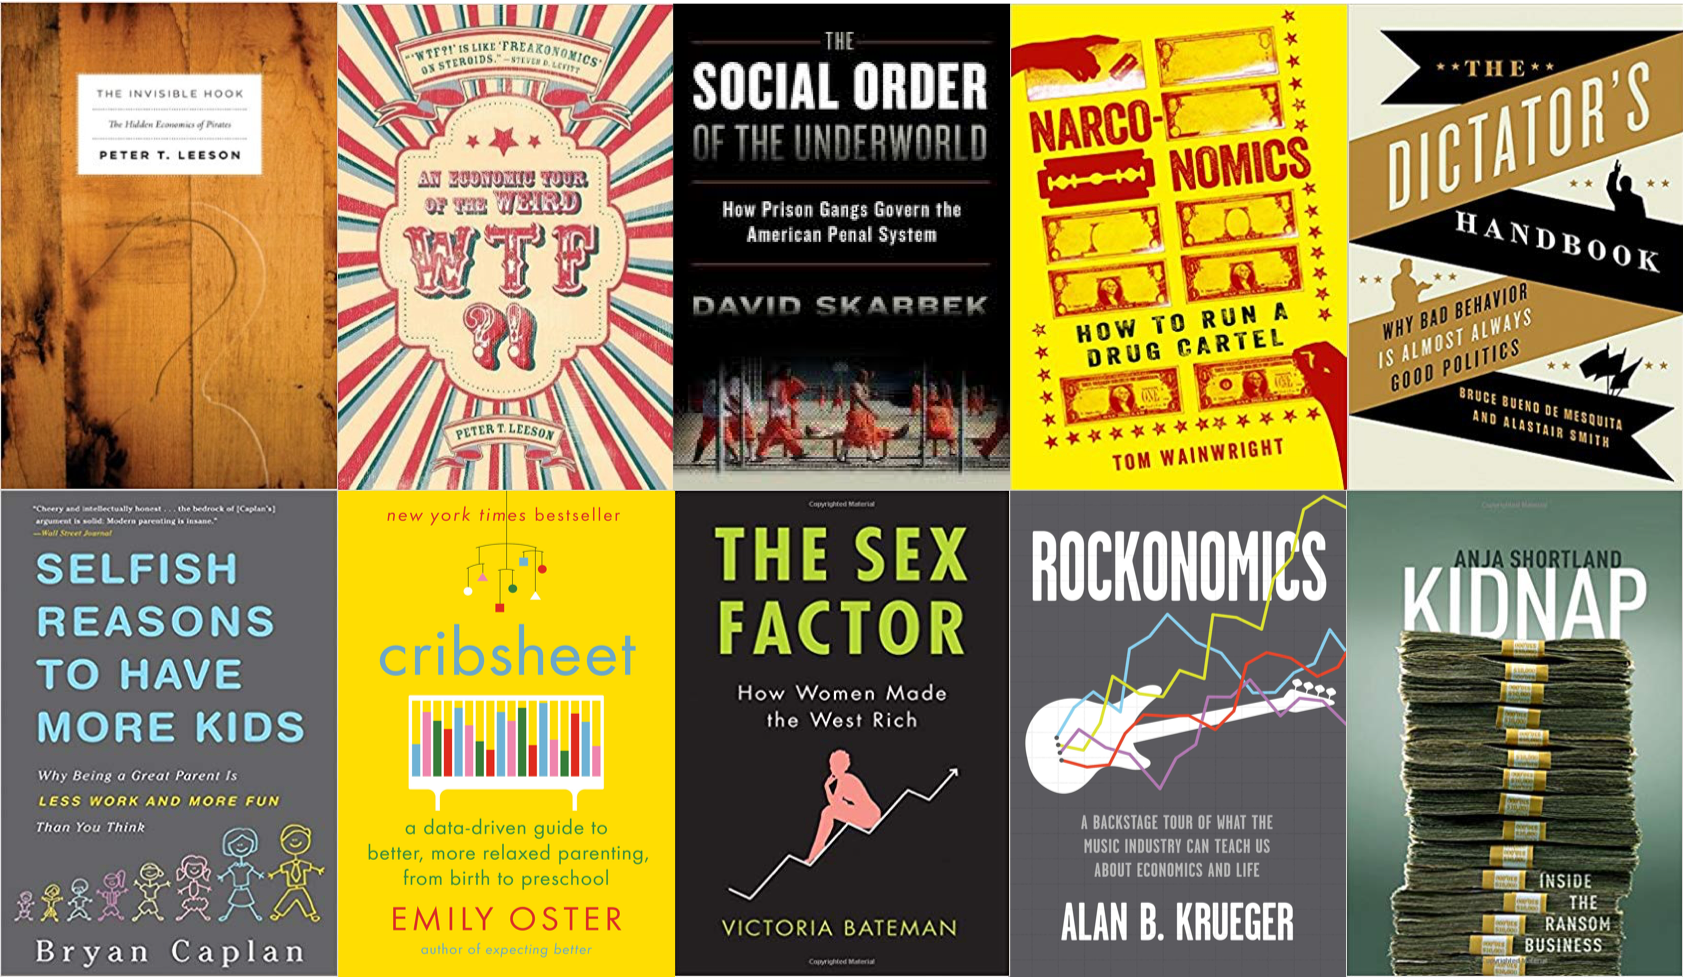 THE INVISIBLE HOOK
The Hidden Economics of Pirates
PETER T. LEESON
"'WTF?!' IS LIKE 'FREAKONOMICS'
ON STEROIDS." —STEVEN D. LEVITT
AN ECONOMIC TOUR
OF THE WEIRD
WTF
?!
PETER T. LEESON
THE
SOCIAL ORDER
OF THE UNDERWORLD
How Prison Gangs Govern the
American Penal System
DAVID SKARBEK
NARCO-
NOMICS
HOW TO RUN A
DRUG CARTEL
TOM WAINWRIGHT
THE
DICTATOR'S
HANDBOOK
WHY BAD BEHAVIOR
IS ALMOST ALWAYS
GOOD POLITICS
BRUCE BUENO DE MESQUITA
AND ALASTAIR SMITH
"Cheery and intellectually honest . . . the bedrock of [Caplan's]
argument is solid: Modern parenting is insane."
—Wall Street Journal
SELFISH
REASONS
TO HAVE
MORE KIDS
Why Being a Great Parent Is
LESS WORK AND MORE FUN
Than You Think
Bryan Caplan
new york times bestseller
cribsheet
a data-driven guide to
better, more relaxed parenting,
from birth to preschool
EMILY OSTER
author of expecting better
Copyrighted Material
THE SEX
FACTOR
How Women Made
the West Rich
VICTORIA BATEMAN
Copyrighted Material
ROCKONOMICS
A BACKSTAGE TOUR OF WHAT THE
MUSIC INDUSTRY CAN TEACH US
ABOUT ECONOMICS AND LIFE
ALAN B. KRUEGER
Copyrighted Material
ANJA SHORTLAND
KIDNAP
INSIDE
THE
RANSOM
BUSINESS